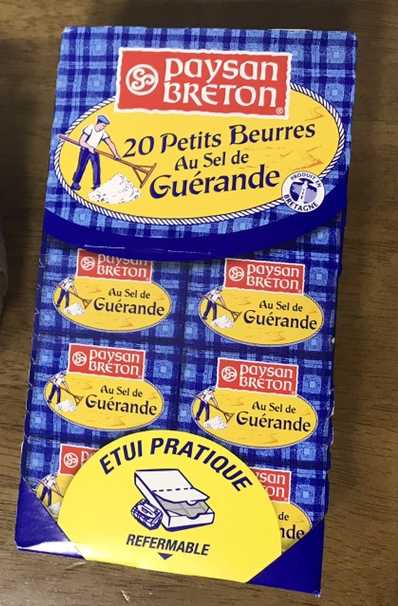 paysan
BRETON®
20 Petits Beurres
Au Sel de
Guérande
PRODUIT EN
BRETAGNE
paysan
BRETON
Au Sel de
Guérande
paysan
BRETON
Au Sel de
Guérande
paysan
BRETON
Au Sel de
Guérande
paysan
BRETON
Au Sel de
Guérande
ETUI PRATIQUE
REFERMABLE